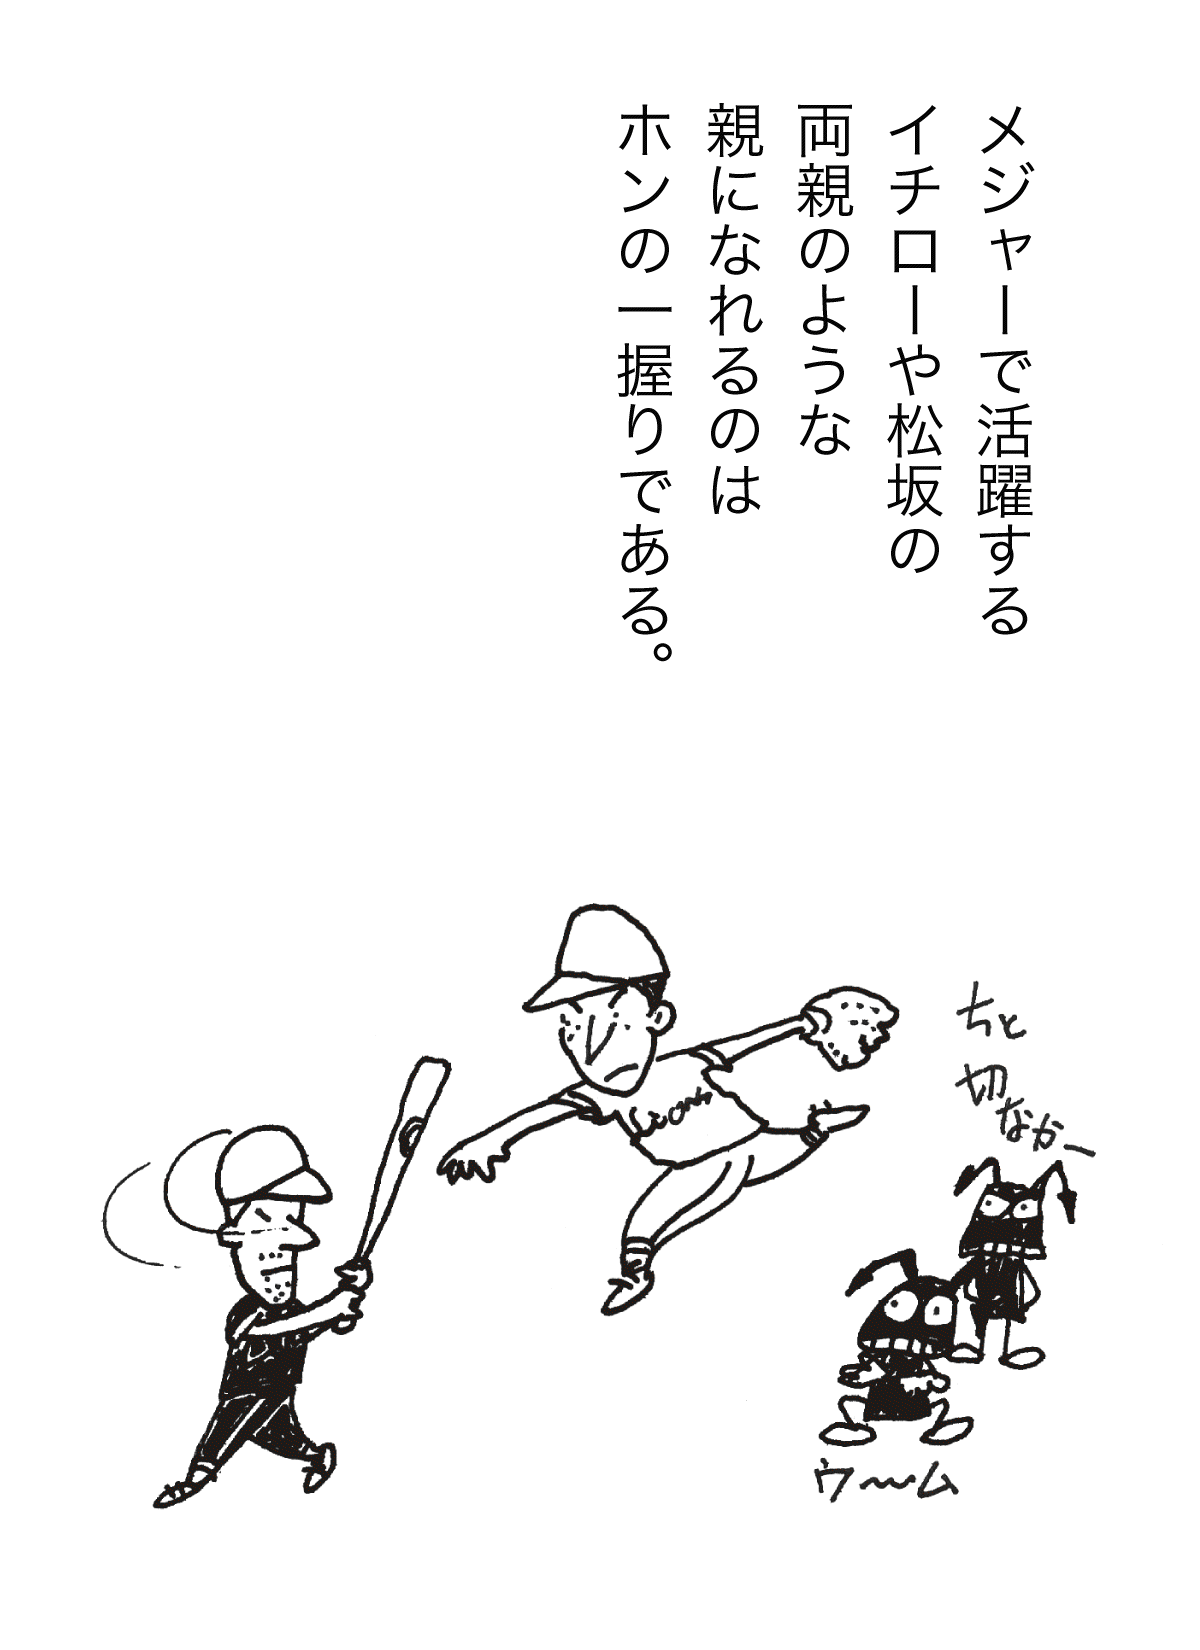 メジャーで活躍する
イチローや松坂の
両親のような
親になれるのは
ホンの一握りである。
ちと
切なかー
ウ〜ム